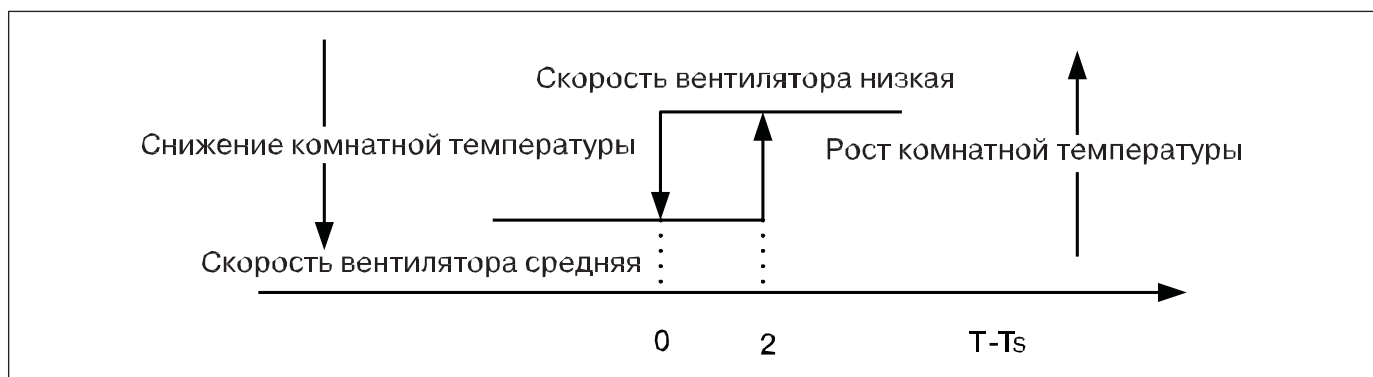 Скорость вентилятора низкая
Снижение комнатной температуры
Рост комнатной температуры
Скорость вентилятора средняя
0
2
T-Ts